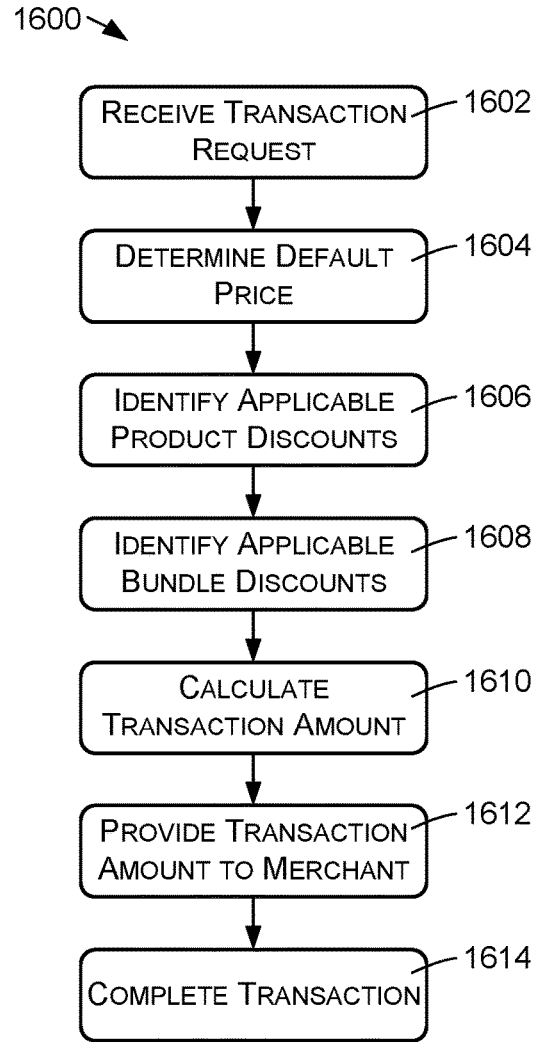 1600
RECEIVE TRANSACTION
REQUEST
1602
DETERMINE DEFAULT
PRICE
1604
IDENTIFY APPLICABLE
PRODUCT DISCOUNTS
1606
IDENTIFY APPLICABLE
BUNDLE DISCOUNTS
1608
CALCULATE
TRANSACTION AMOUNT
1610
PROVIDE TRANSACTION
AMOUNT TO MERCHANT
1612
COMPLETE TRANSACTION
1614